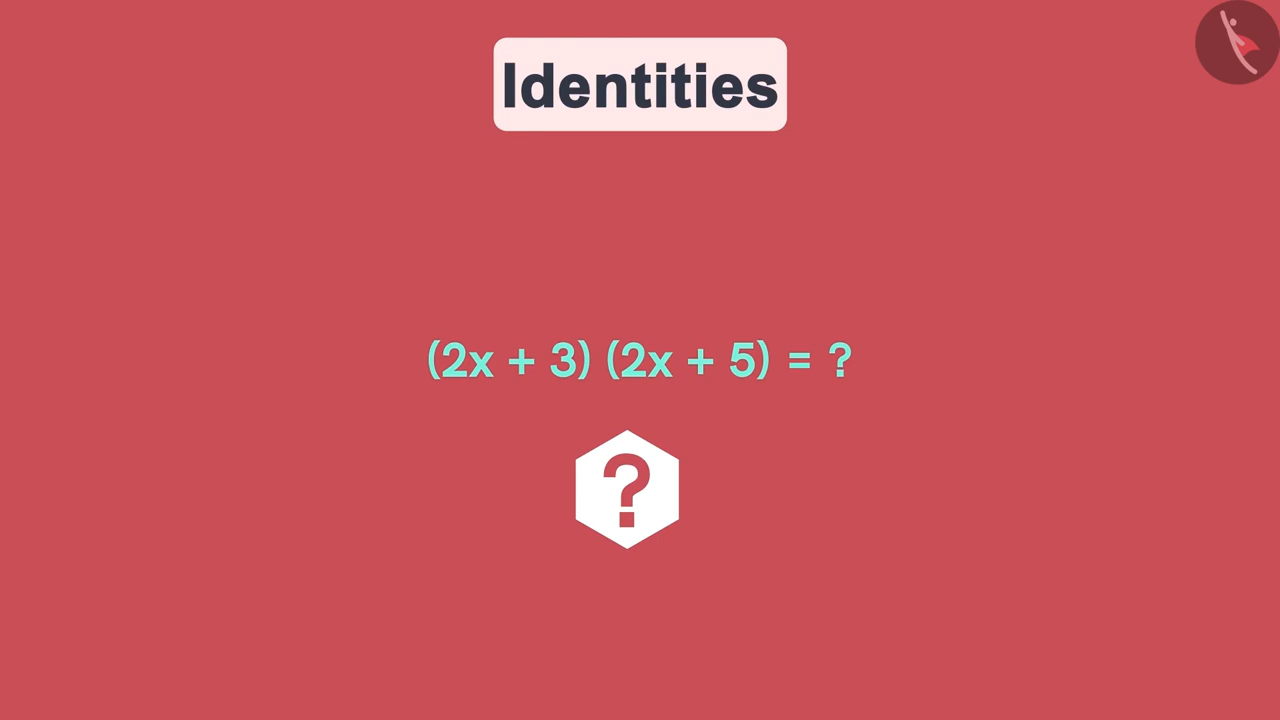 Identities
(2x + 3) (2x + 5) = ?
?